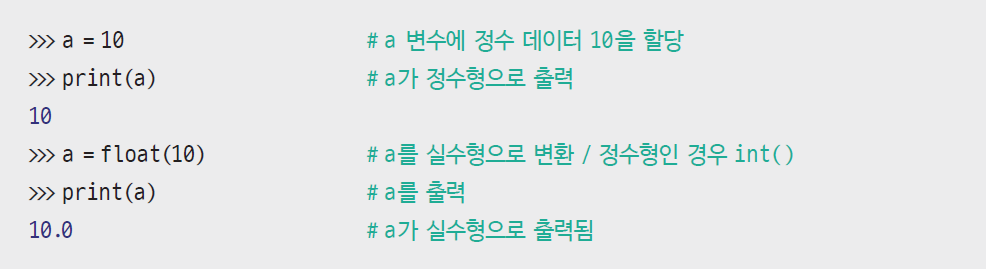 >>> a = 10 # a 변수에 정수 데이터 10을 할당
>>> print(a) # a가 정수형으로 출력
10
>>> a = float(10) # a를 실수형으로 변환 / 정수형인 경우 int()
>>> print(a) # a를 출력
10.0 # a가 실수형으로 출력됨